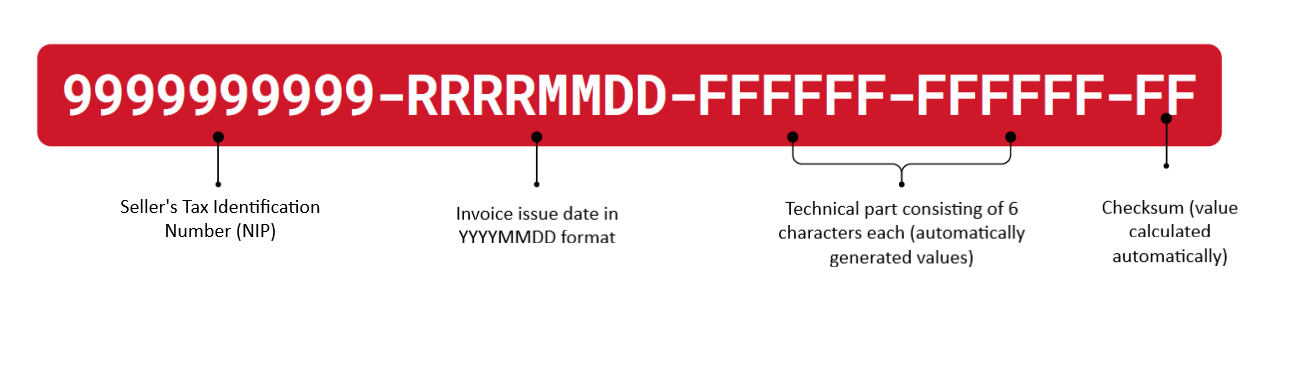 9999999999-RRRRMMDD-FFFFFF-FFFFFF-FF
Seller's Tax Identification
Number (NIP)
Invoice issue date in
YYYYMMDD format
Technical part consisting of 6
characters each (automatically
generated values)
Checksum (value
calculated
automatically)